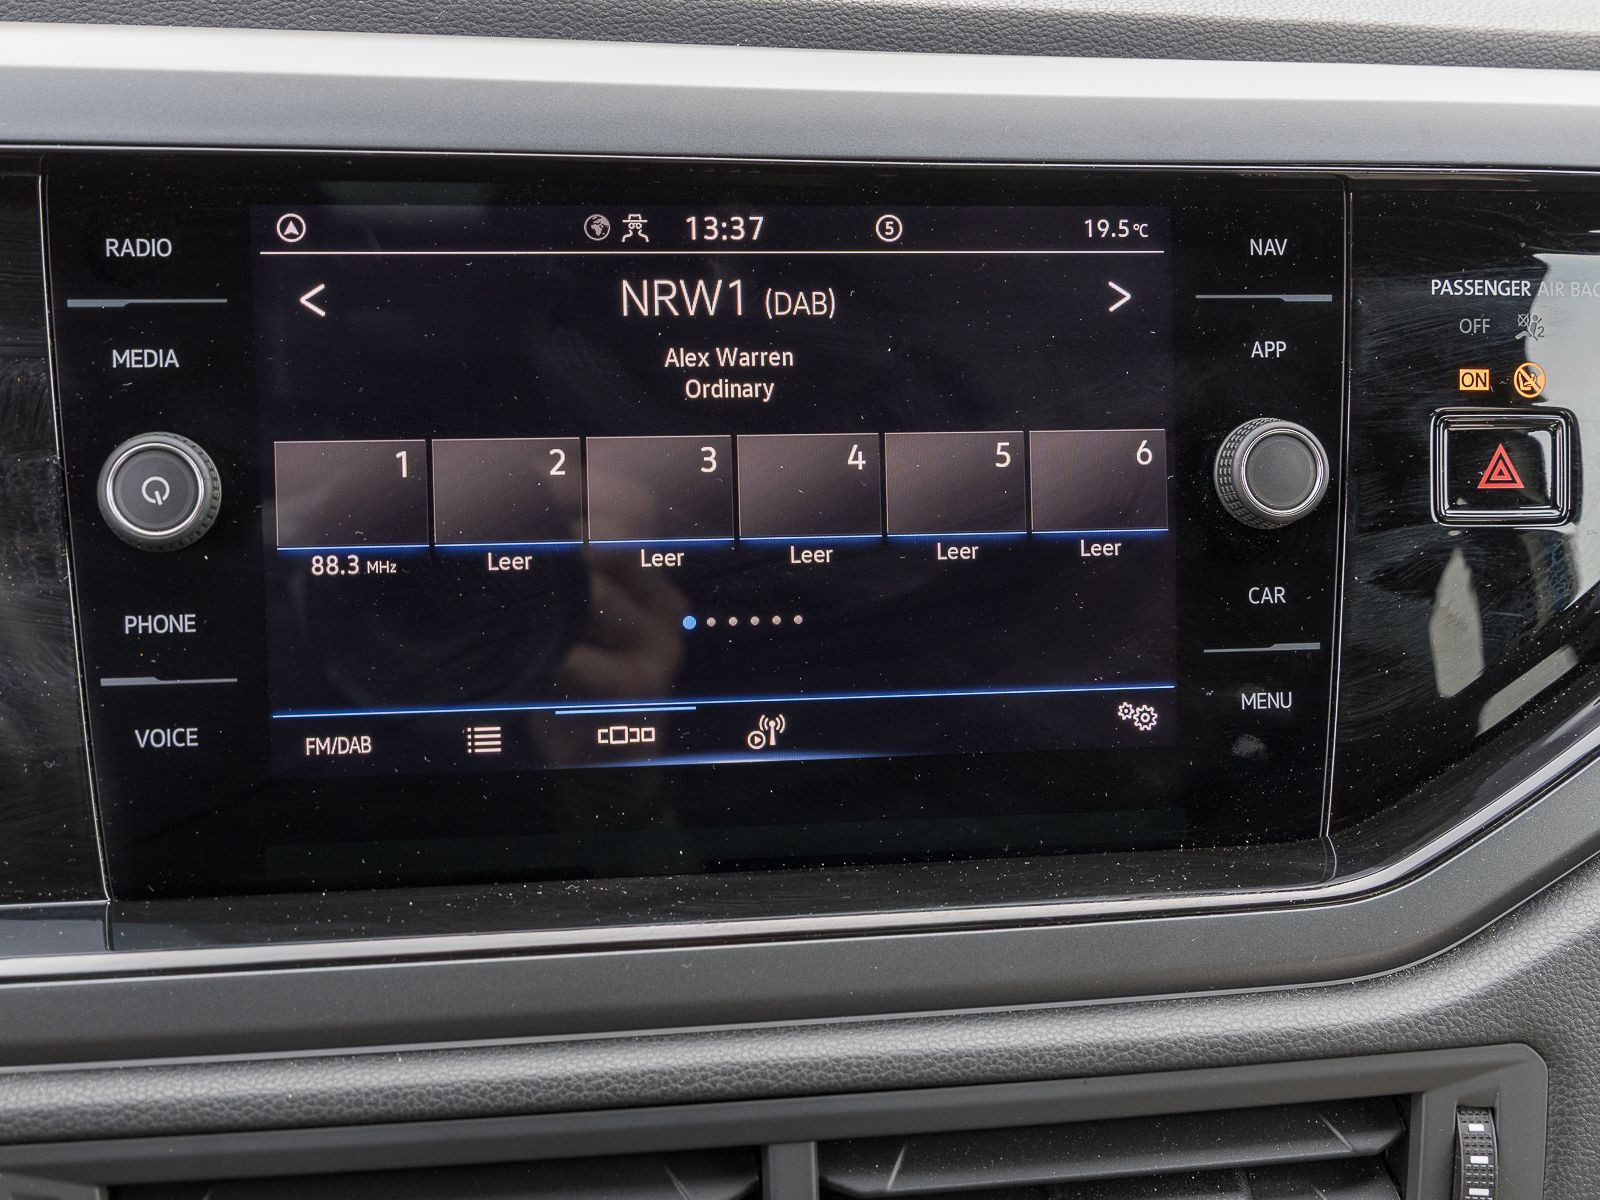 RADIO
MEDIA
PHONE
VOICE
13:37
5
19.5°C
< NRW1 (DAB) >
Alex Warren
Ordinary
1 2 3 4 5 6
88.3 MHz Leer Leer Leer Leer Leer
FM/DAB
NAV
APP
CAR
MENU
PASSENGER AIR BAG
OFF
ON